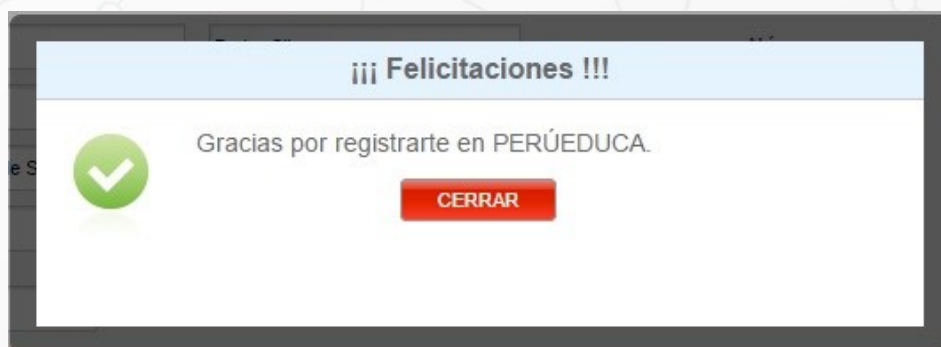 ¡¡¡ Felicitaciones !!!
Gracias por registrarte en PERÚEDUCA.
CERRAR